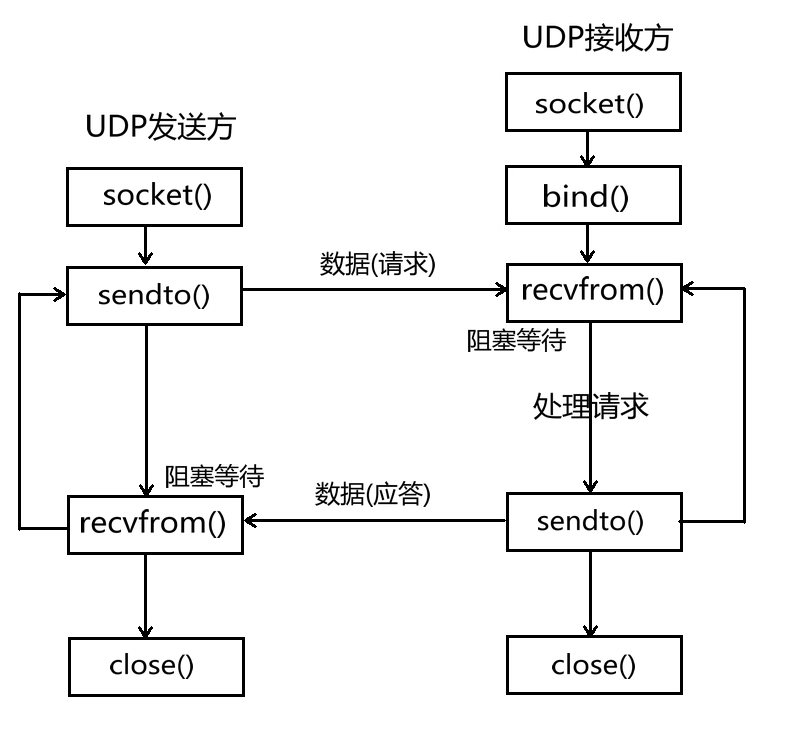 UDP接收方
socket()
UDP发送方
bind()
socket()
数据(请求)
sendto()
recvfrom()
阻塞等待
处理请求
阻塞等待
数据(应答)
recvfrom()
sendto()
close()
close()